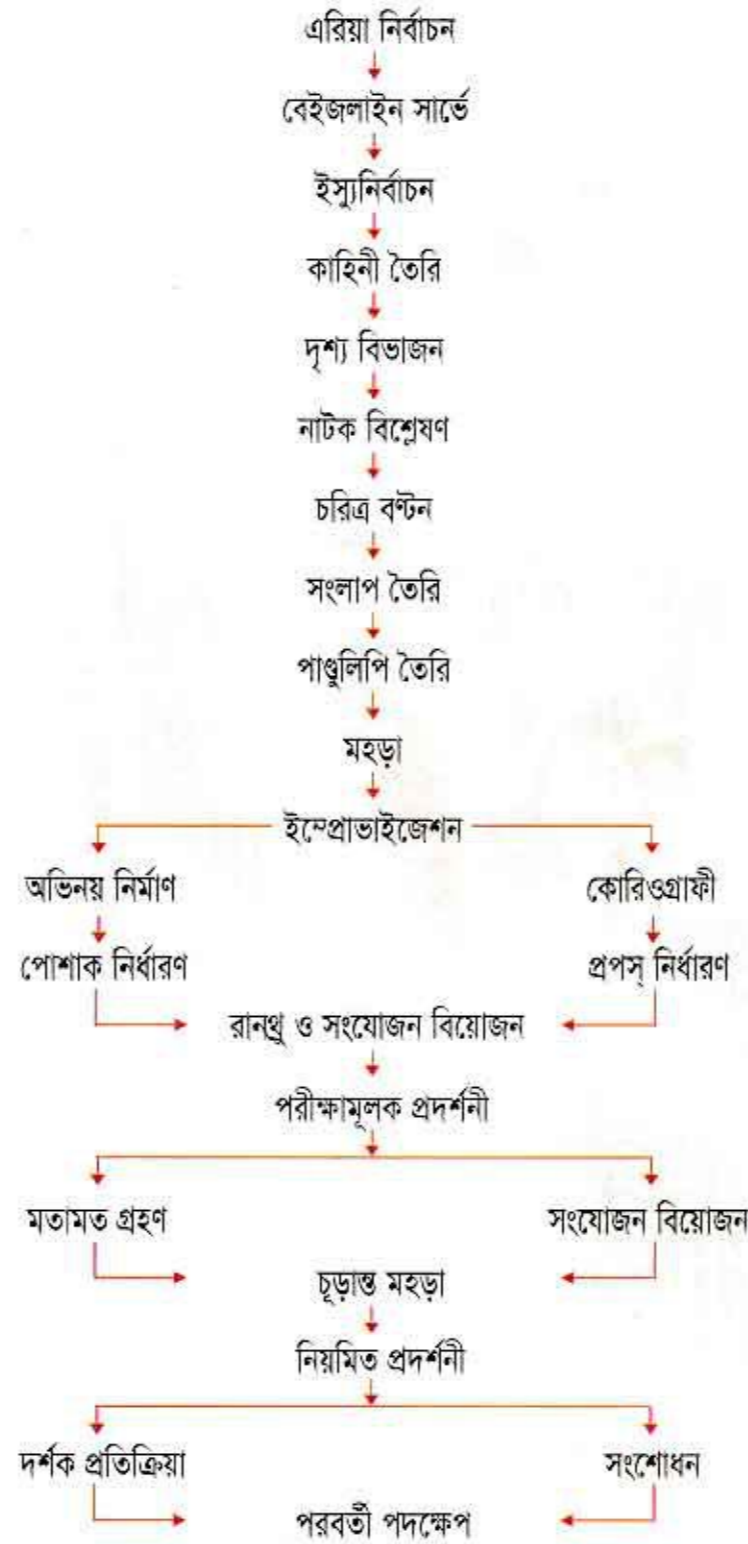 এরিয়া নির্বাচন
বেইজলাইন সার্ভে
ইস্যুনির্বাচন
কাহিনী তৈরি
দৃশ্য বিভাজন
নাটক বিশ্লেষণ
চরিত্র বণ্টন
সংলাপ তৈরি
পাণ্ডুলিপি তৈরি
মহড়া
ইম্প্রোভাইজেশন
অভিনয় নির্মাণ কোরিওগ্রাফী
পোশাক নির্ধারণ প্রপস্ নির্ধারণ
রানথ্রু ও সংযোজন বিয়োজন
পরীক্ষামূলক প্রদর্শনী
মতামত গ্রহণ সংযোজন বিয়োজন
চূড়ান্ত মহড়া
নিয়মিত প্রদর্শনী
দর্শক প্রতিক্রিয়া সংশোধন
পরবর্তী পদক্ষেপ